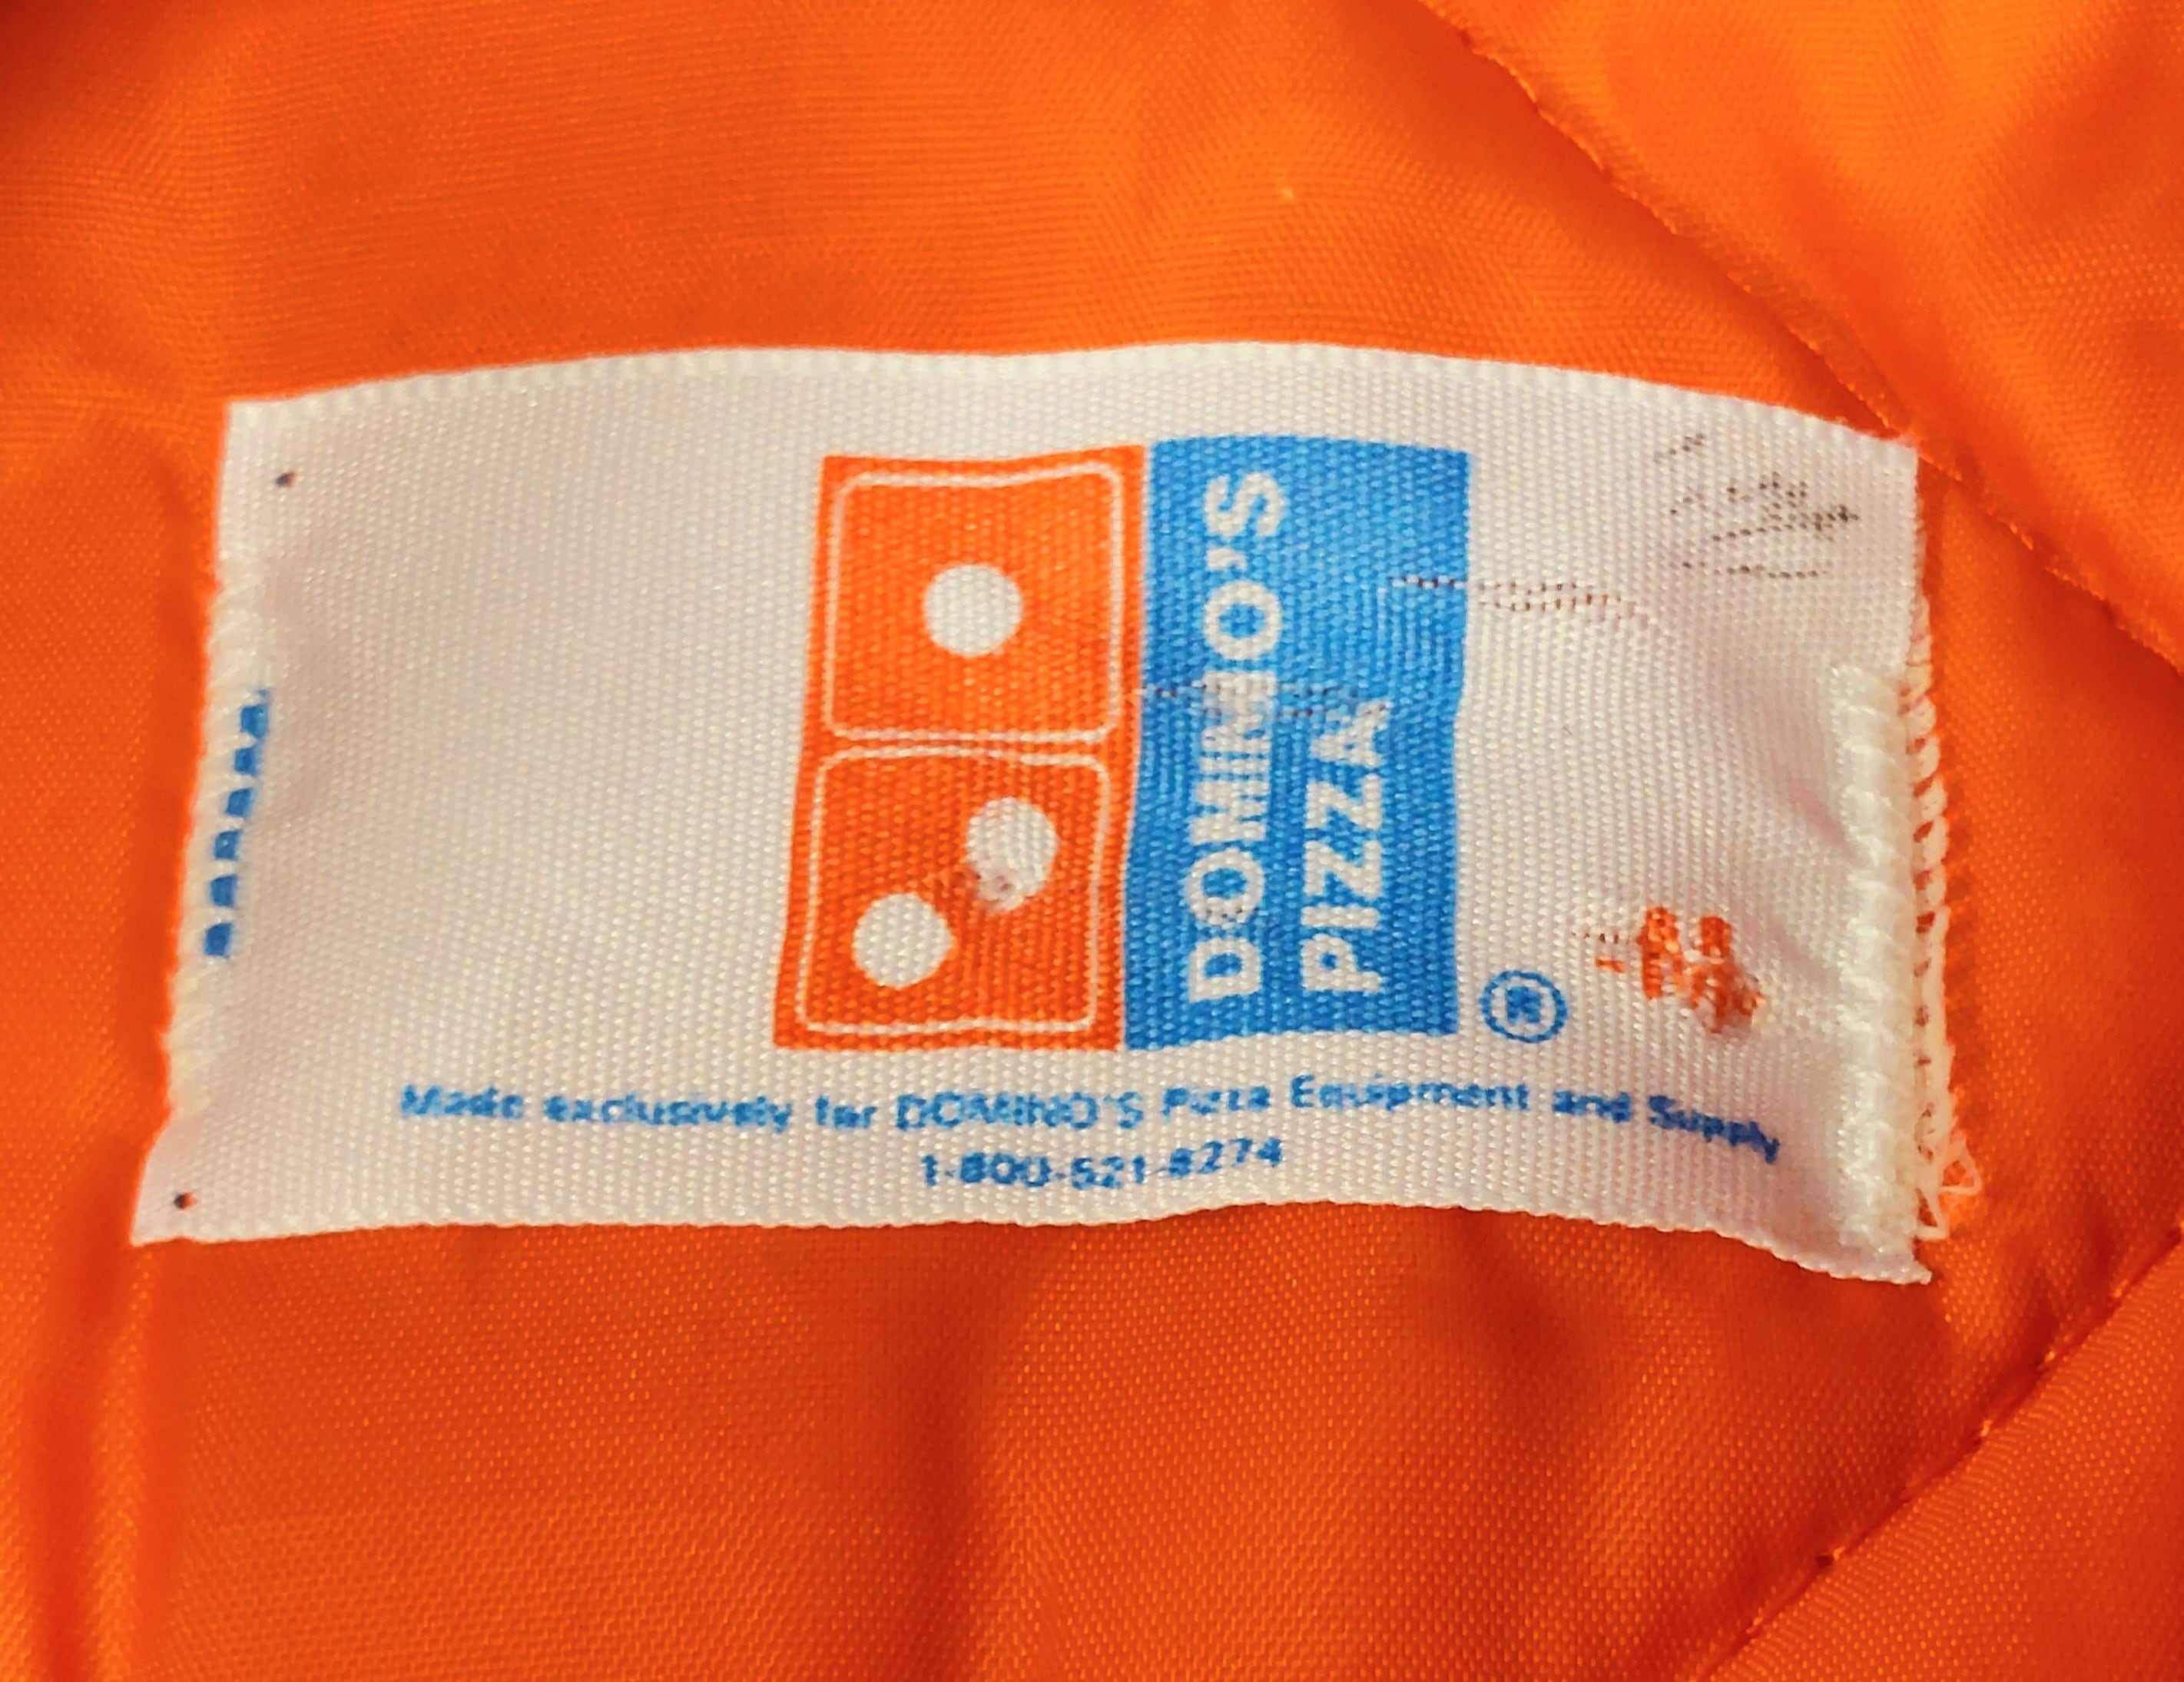 DOMINO'S
PIZZA
®
Made exclusively for DOMINO'S Pizza Equipment and Supply
1-800-521-8274